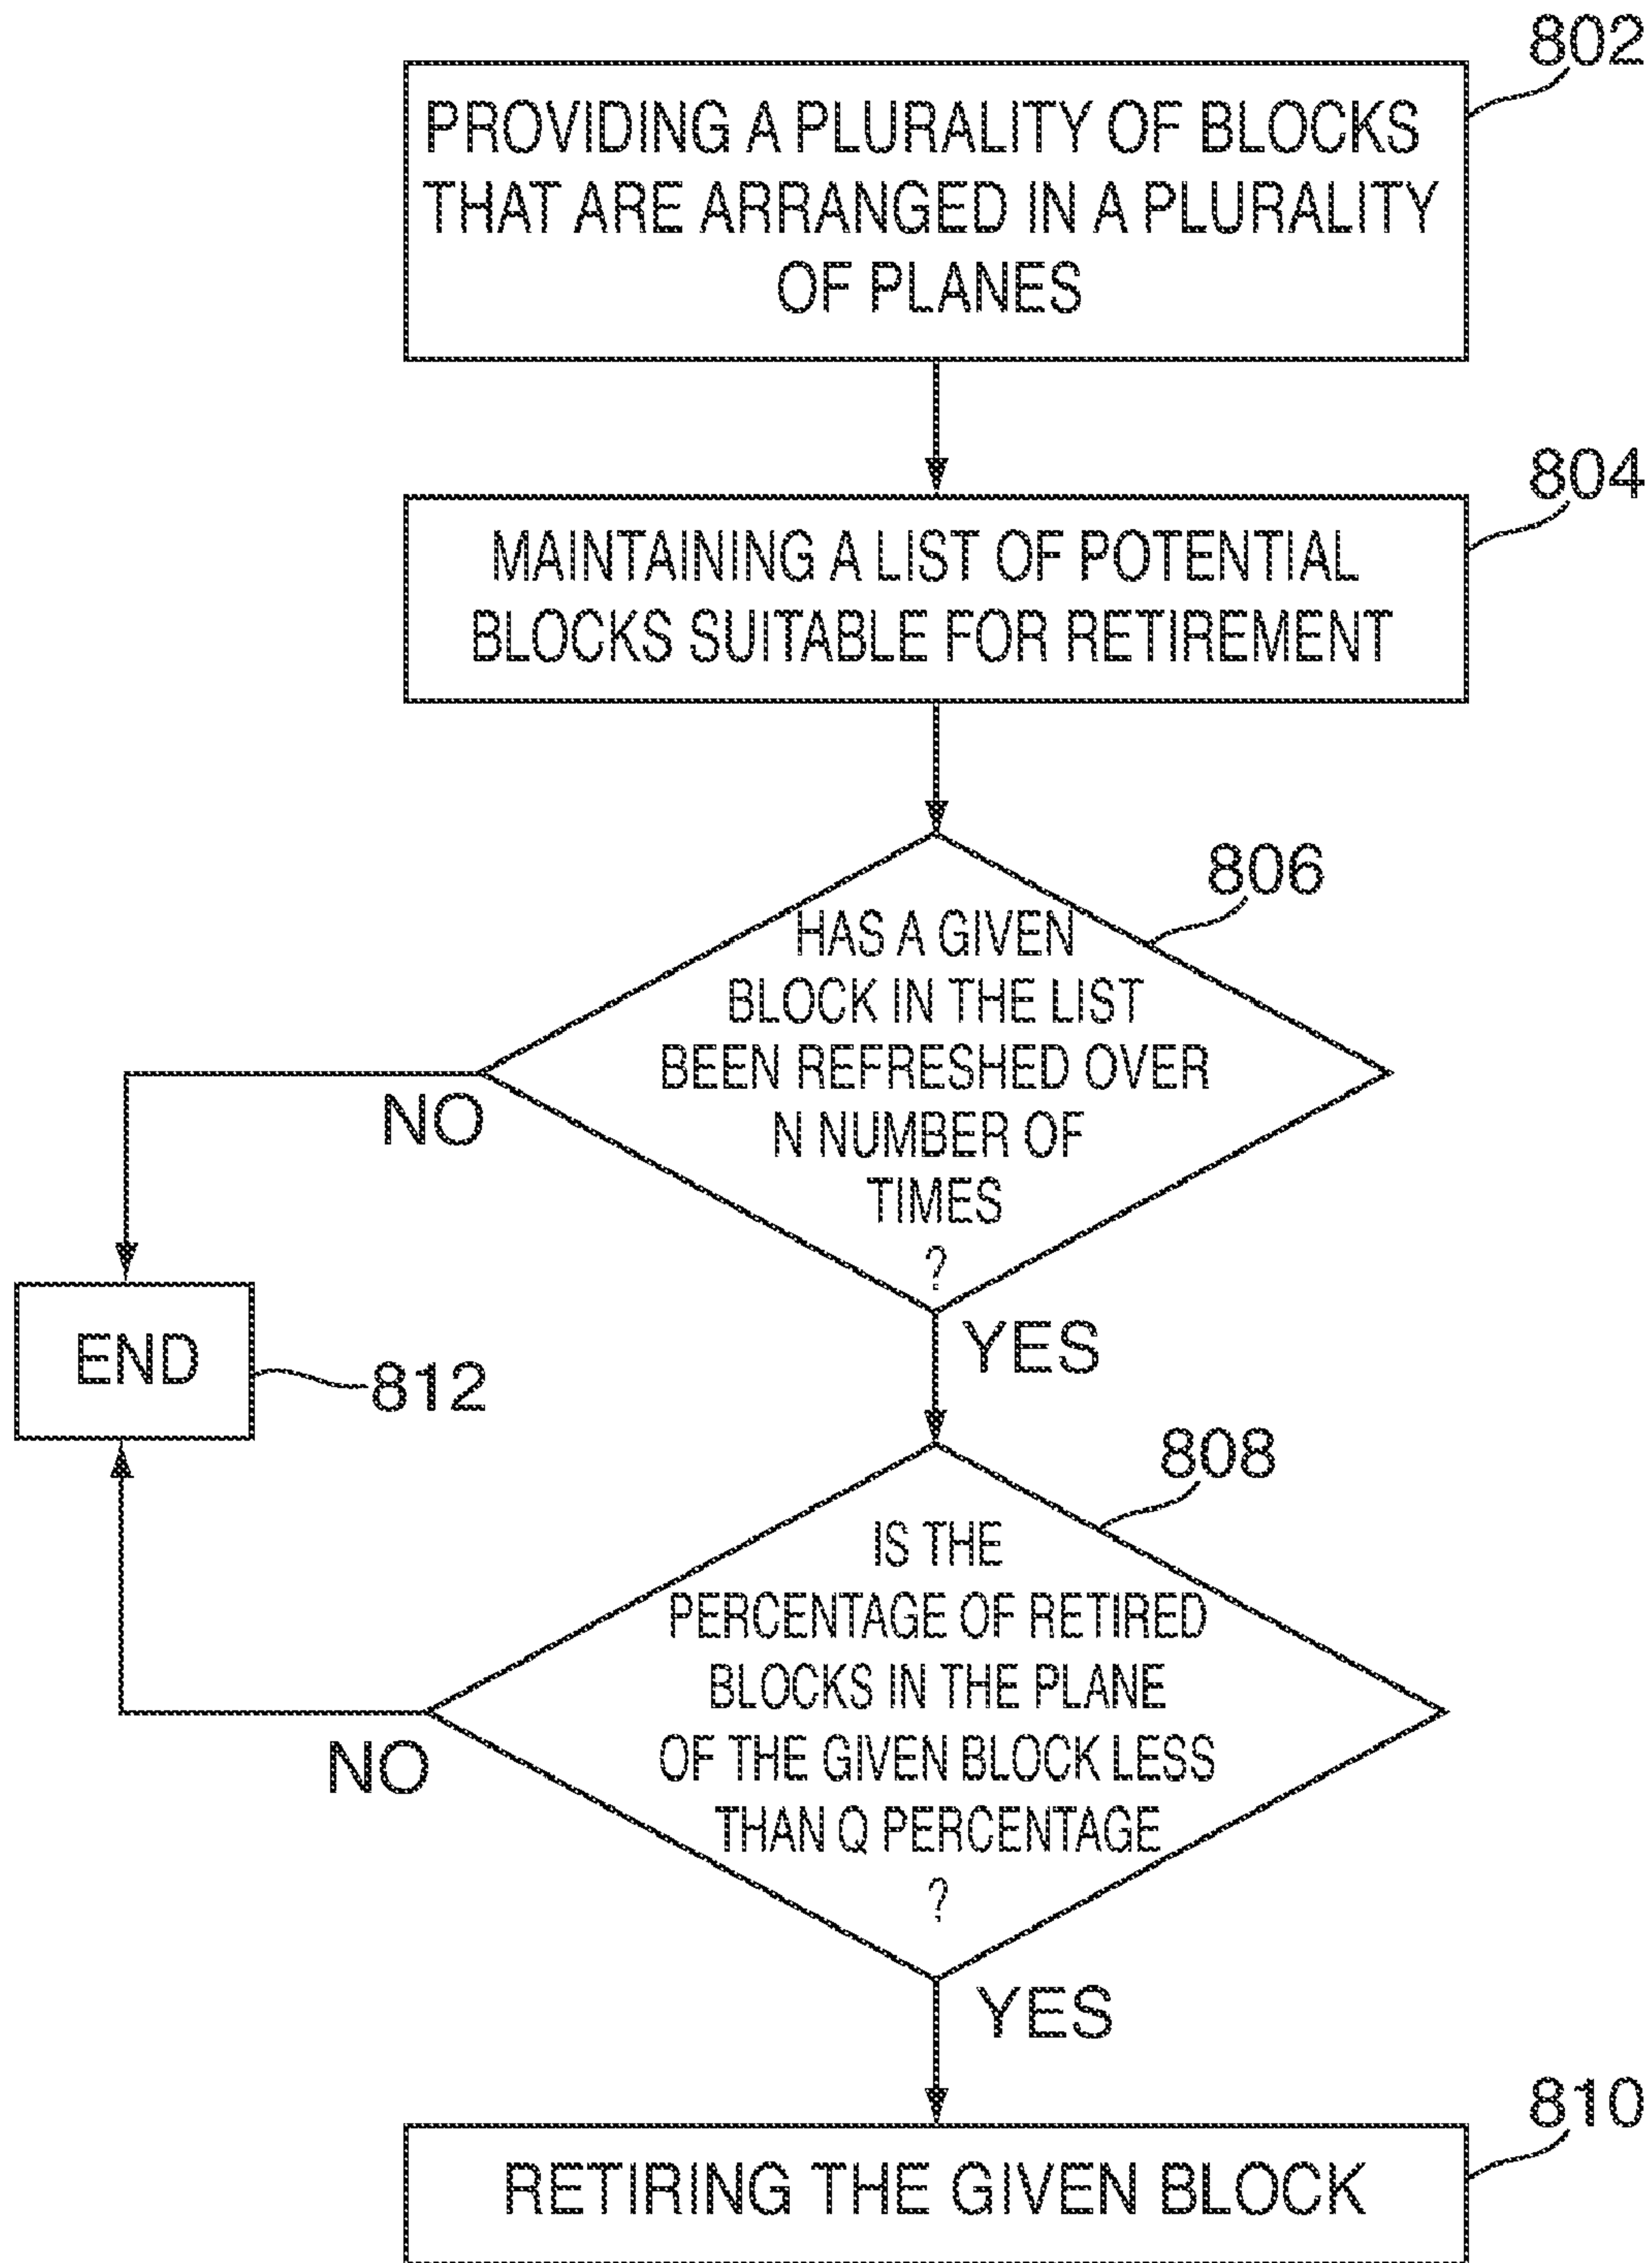 802
PROVIDING A PLURALITY OF BLOCKS
THAT ARE ARRANGED IN A PLURALITY
OF PLANES
804
MAINTAINING A LIST OF POTENTIAL
BLOCKS SUITABLE FOR RETIREMENT
806
HAS A GIVEN
BLOCK IN THE LIST
BEEN REFRESHED OVER
N NUMBER OF
TIMES
?
NO
YES
END
812
808
IS THE
PERCENTAGE OF RETIRED
BLOCKS IN THE PLANE
OF THE GIVEN BLOCK LESS
THAN Q PERCENTAGE
?
NO
YES
810
RETIRING THE GIVEN BLOCK